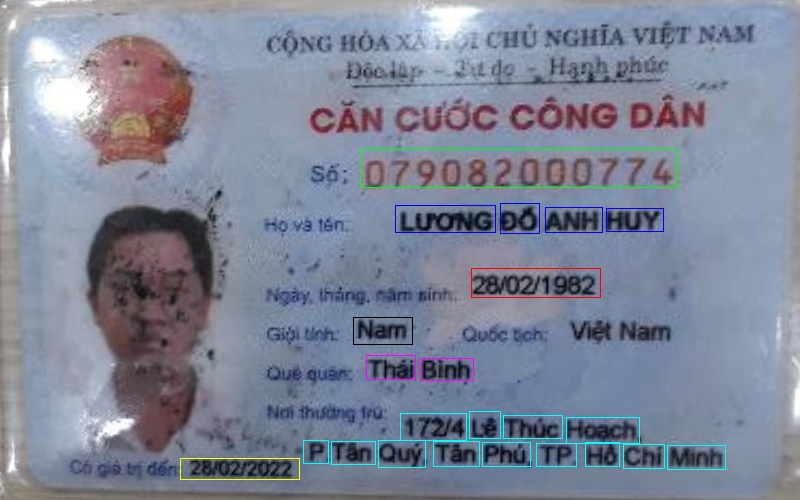 CỘNG HÒA XÃ HỘI CHỦ NGHĨA VIỆT NAM
Độc lập - Tự do - Hạnh phúc
CĂN CƯỚC CÔNG DÂN
Số: 079082000774
Họ và tên: LƯƠNG ĐỖ ANH HUY
Ngày, tháng, năm sinh: 28/02/1982
Giới tính: Nam Quốc tịch: Việt Nam
Quê quán: Thái Bình
Nơi thường trú: 172/4 Lê Thúc Hoạch,
P. Tân Quý, Tân Phú, TP. Hồ Chí Minh
Có giá trị đến: 28/02/2022